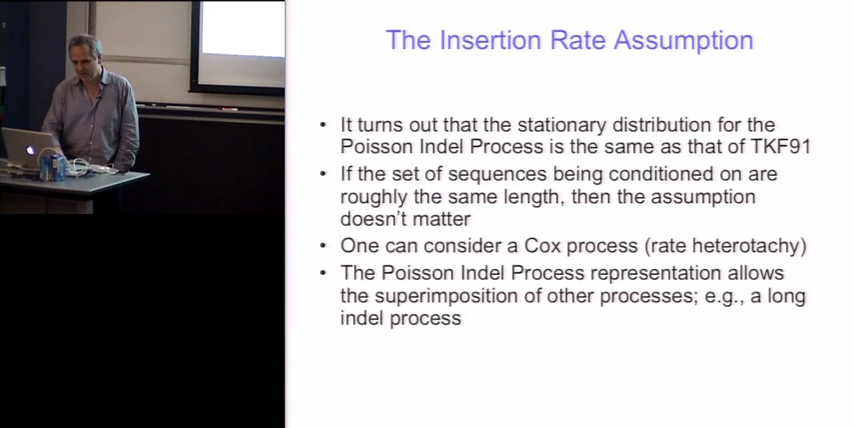 The Insertion Rate Assumption
• It turns out that the stationary distribution for the
Poisson Indel Process is the same as that of TKF91
• If the set of sequences being conditioned on are
roughly the same length, then the assumption
doesn't matter
• One can consider a Cox process (rate heterotachy)
• The Poisson Indel Process representation allows
the superimposition of other processes; e.g., a long
indel process